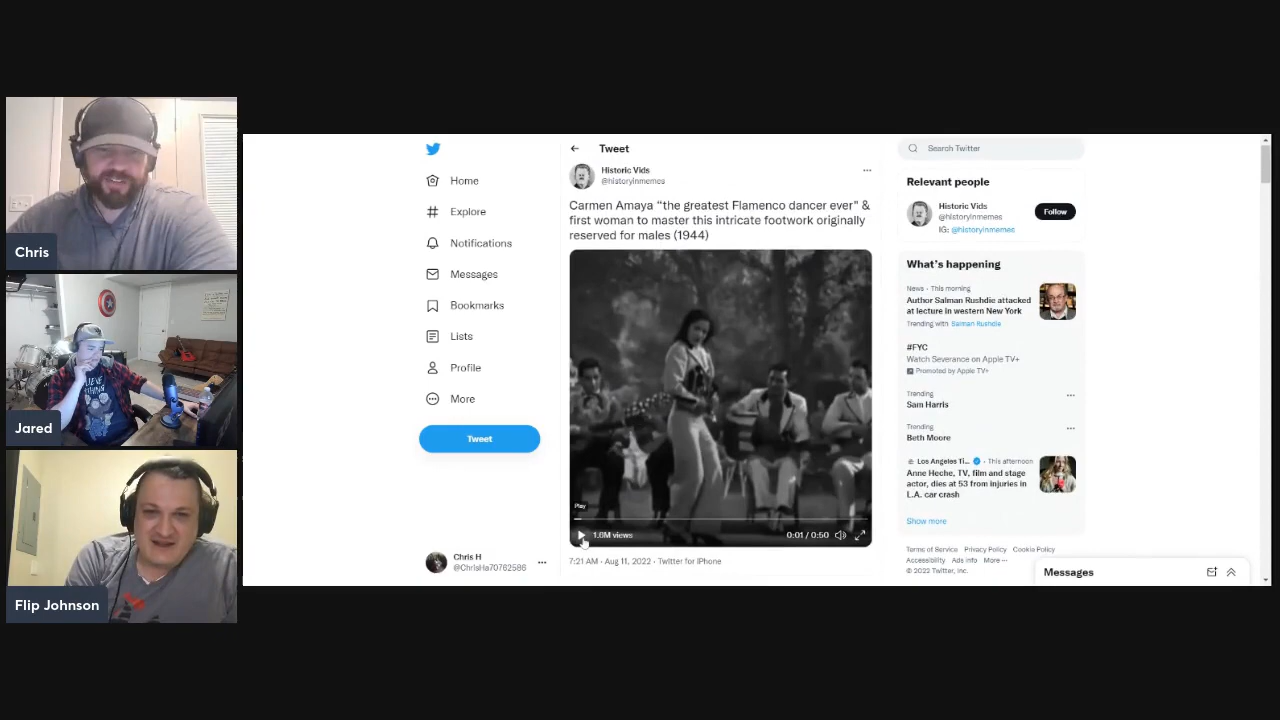 Chris
Jared
Flip Johnson
Home
Explore
Notifications
Messages
Bookmarks
Lists
Profile
More
Tweet
Chris H
@ChrisHa70762586
Tweet
Historic Vids
@historyinmemes
Carmen Amaya “the greatest Flamenco dancer ever” &
first woman to master this intricate footwork originally
reserved for males (1944)
Play
1.6M views
0:01 / 0:50
7:21 AM · Aug 11, 2022 · Twitter for iPhone
Search Twitter
Relevant people
Historic Vids
@historyinmemes
IG: @historyinmemes
Follow
What's happening
News · This morning
Author Salman Rushdie attacked
at lecture in western New York
Trending with Salman Rushdie
#FYC
Watch Severance on Apple TV+
Promoted by Apple TV+
Trending
Sam Harris
Trending
Beth Moore
Los Angeles Ti... · This afternoon
Anne Heche, TV, film and stage
actor, dies at 53 from injuries in
L.A. car crash
Show more
Terms of Service Privacy Policy Cookie Policy
Accessibility Ads info More ···
© 2022 Twitter, Inc.
Messages